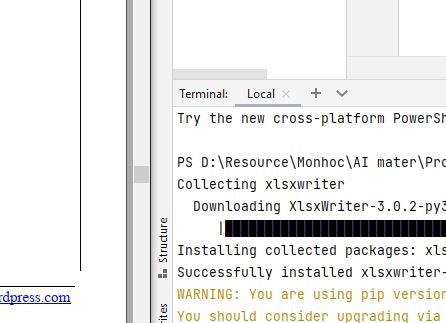 Terminal: Local × + 
Try the new cross-platform PowerSh
PS D:\Resource\Monhoc\AI mater\Pro
Collecting xlsxwriter
Downloading XlsxWriter-3.0.2-py3
Installing collected packages: xls
Successfully installed xlsxwriter-
WARNING: You are using pip version
You should consider upgrading via
Structure
rdpress.com
rites